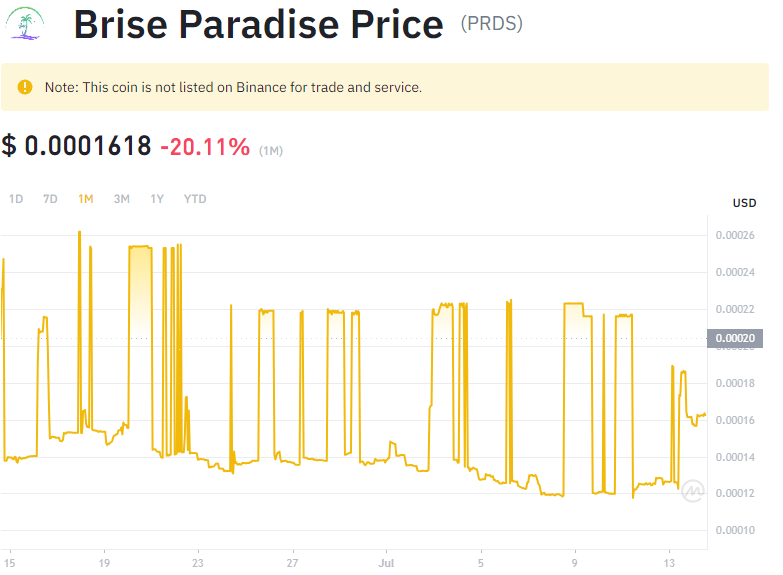 Brise Paradise Price (PRDS)
Note: This coin is not listed on Binance for trade and service.
$ 0.0001618 -20.11% (1M)
1D 7D 1M 3M 1Y YTD
USD
0.00026
0.00024
0.00022
0.00020
0.00018
0.00016
0.00014
0.00012
0.00010
15 19 23 27 Jul 5 9 13